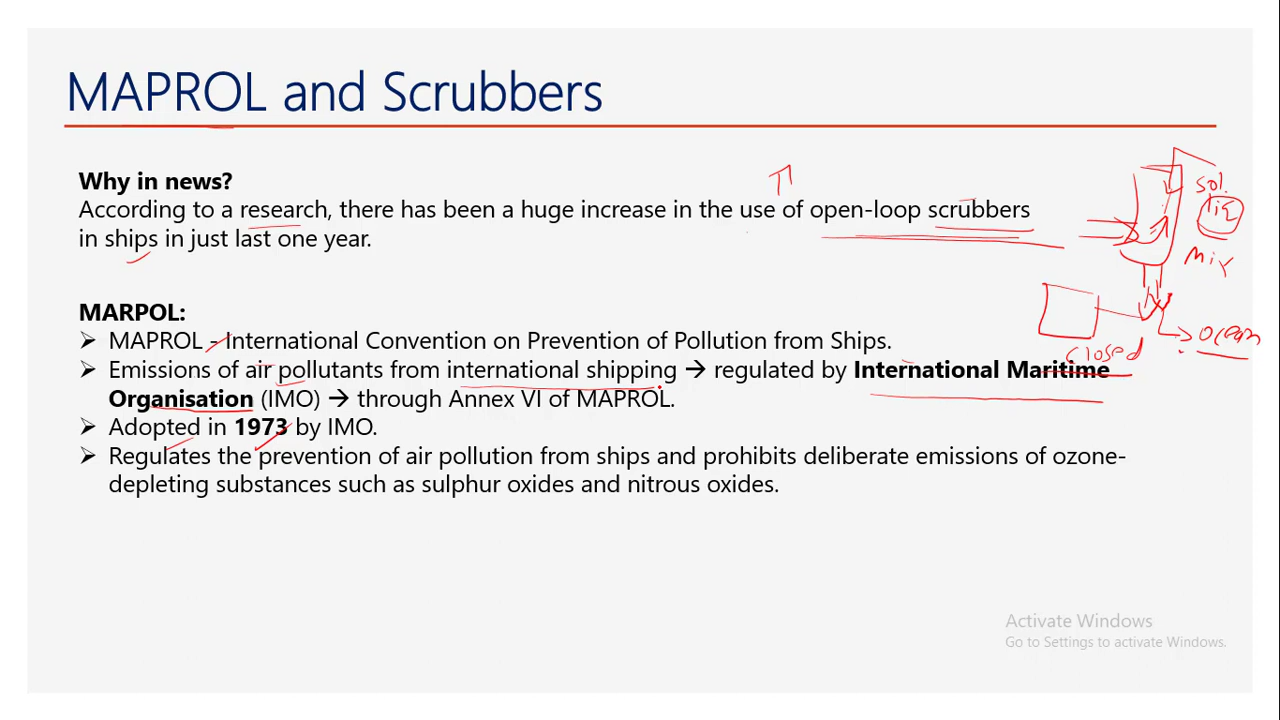 MAPROL and Scrubbers
Why in news?
According to a research, there has been a huge increase in the use of open-loop scrubbers
in ships in just last one year.
sol.
liq
mix
MARPOL:
➢ MAPROL - International Convention on Prevention of Pollution from Ships.
ocean
closed
➢ Emissions of air pollutants from international shipping → regulated by International Maritime
Organisation (IMO) → through Annex VI of MAPROL.
➢ Adopted in 1973 by IMO.
➢ Regulates the prevention of air pollution from ships and prohibits deliberate emissions of ozone-
depleting substances such as sulphur oxides and nitrous oxides.
Activate Windows
Go to Settings to activate Windows.